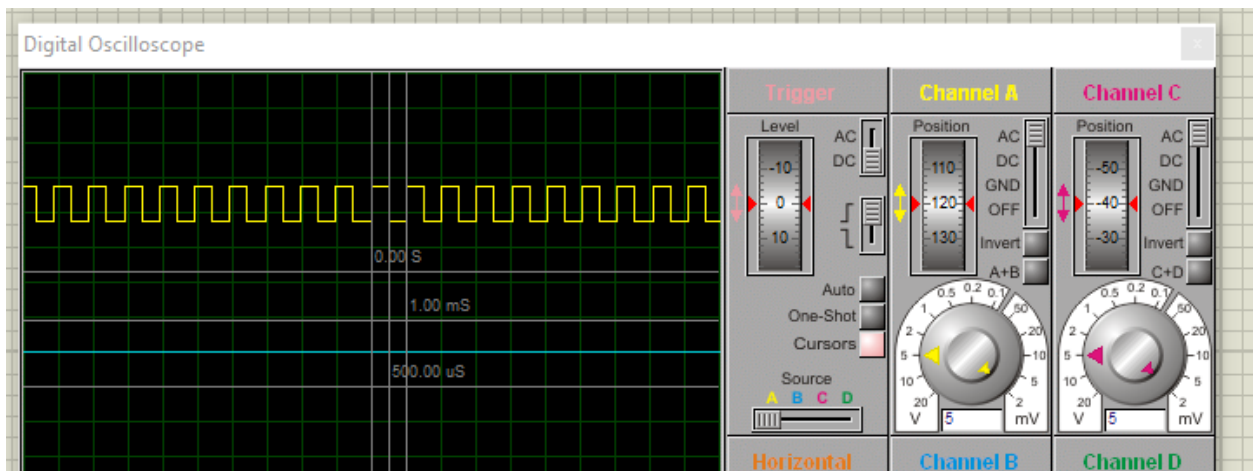 Digital Oscilloscope
x
0.00 S
1.00 mS
500.00 uS
Trigger
Level
-10
0
10
AC
DC
Auto
One-Shot
Cursors
Source
A B C D
Horizontal
Channel A
Position
110
120
130
AC
DC
GND
OFF
Invert
A+B
0.5 0.2 0.1
1 50
2 20
5 10
10 5
20 2
V 5 mV
Channel B
Channel C
Position
-50
-40
-30
AC
DC
GND
OFF
Invert
C+D
0.5 0.2 0.1
1 50
2 20
5 10
10 5
20 2
V 5 mV
Channel D